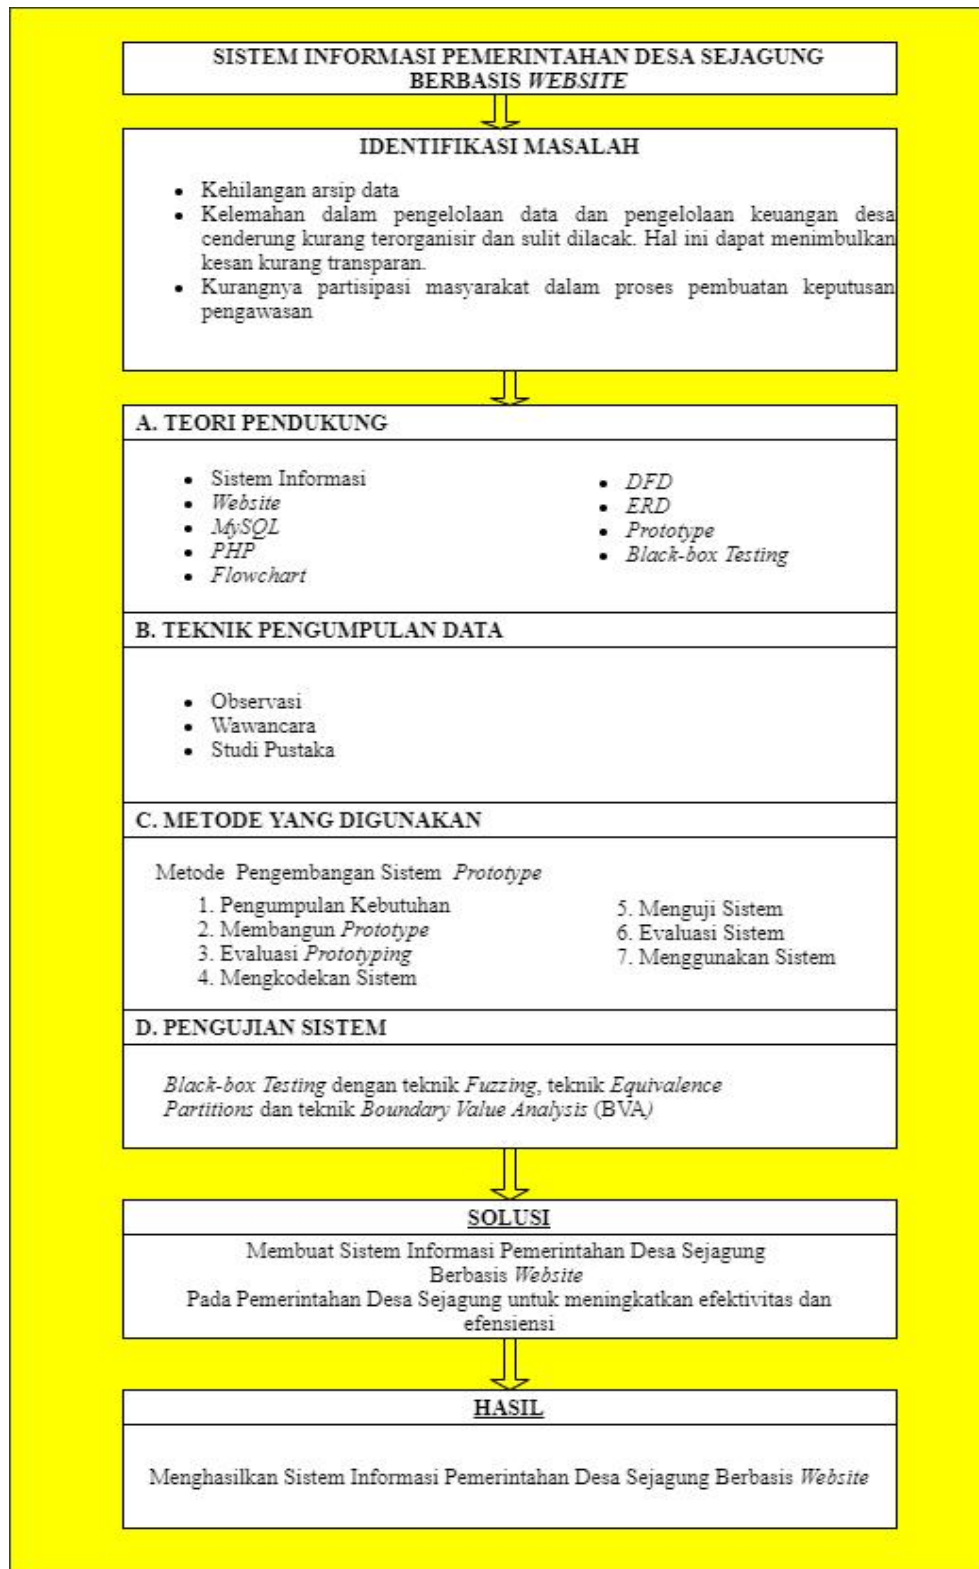 SISTEM INFORMASI PEMERINTAHAN DESA SEJAGUNG
BERBASIS WEBSITE
IDENTIFIKASI MASALAH
• Kehilangan arsip data
• Kelemahan dalam pengelolaan data dan pengelolaan keuangan desa
cenderung kurang terorganisir dan sulit dilacak. Hal ini dapat menimbulkan
kesan kurang transparan.
• Kurangnya partisipasi masyarakat dalam proses pembuatan keputusan
pengawasan
A. TEORI PENDUKUNG
• Sistem Informasi
• Website
• MySQL
• PHP
• Flowchart
• DFD
• ERD
• Prototype
• Black-box Testing
B. TEKNIK PENGUMPULAN DATA
• Observasi
• Wawancara
• Studi Pustaka
C. METODE YANG DIGUNAKAN
Metode Pengembangan Sistem Prototype
1. Pengumpulan Kebutuhan
2. Membangun Prototype
3. Evaluasi Prototyping
4. Mengkodekan Sistem
5. Menguji Sistem
6. Evaluasi Sistem
7. Menggunakan Sistem
D. PENGUJIAN SISTEM
Black-box Testing dengan teknik Fuzzing, teknik Equivalence
Partitions dan teknik Boundary Value Analysis (BVA)
SOLUSI
Membuat Sistem Informasi Pemerintahan Desa Sejagung
Berbasis Website
Pada Pemerintahan Desa Sejagung untuk meningkatkan efektivitas dan
efensiensi
HASIL
Menghasilkan Sistem Informasi Pemerintahan Desa Sejagung Berbasis Website